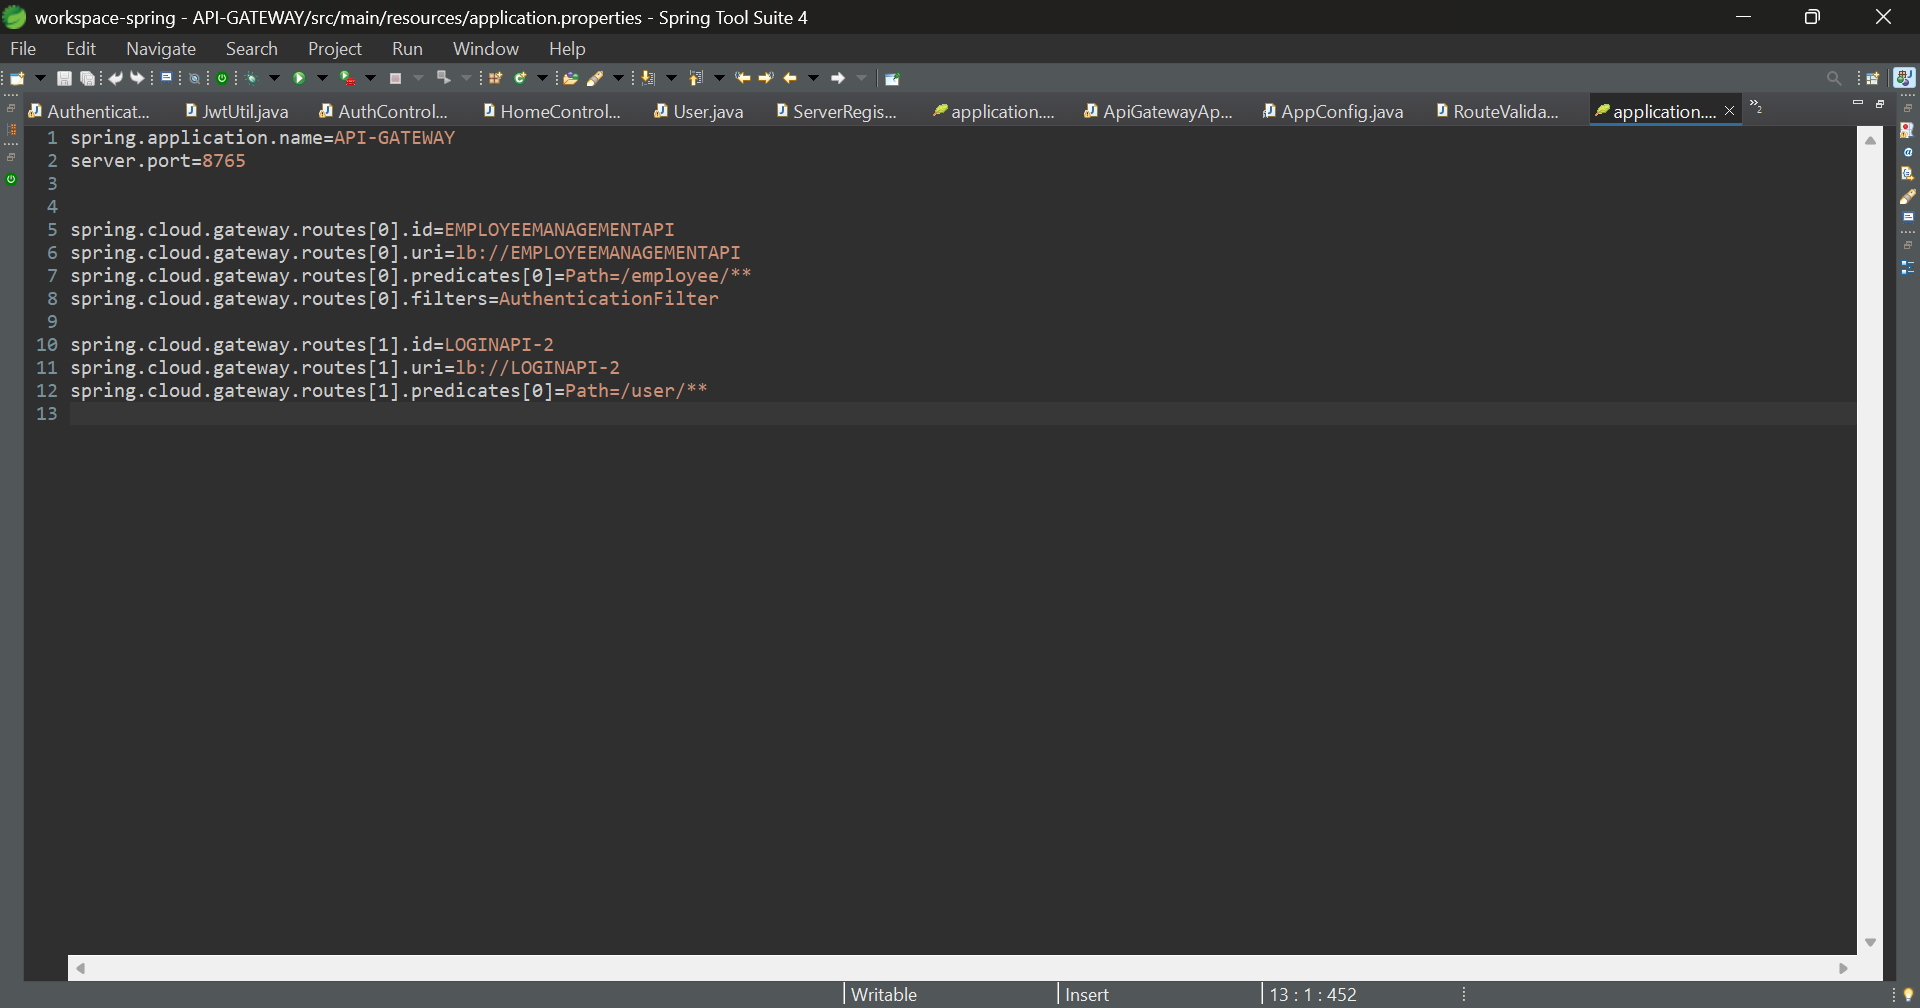 workspace-spring - API-GATEWAY/src/main/resources/application.properties - Spring Tool Suite 4
File Edit Navigate Search Project Run Window Help
Authenticat... JwtUtil.java AuthControl... HomeControl... User.java ServerRegis... application.... ApiGatewayAp... AppConfig.java RouteValida... application.... »2
1 spring.application.name=API-GATEWAY
2 server.port=8765
3
4
5 spring.cloud.gateway.routes[0].id=EMPLOYEEMANAGEMENTAPI
6 spring.cloud.gateway.routes[0].uri=lb://EMPLOYEEMANAGEMENTAPI
7 spring.cloud.gateway.routes[0].predicates[0]=Path=/employee/**
8 spring.cloud.gateway.routes[0].filters=AuthenticationFilter
9
10 spring.cloud.gateway.routes[1].id=LOGINAPI-2
11 spring.cloud.gateway.routes[1].uri=lb://LOGINAPI-2
12 spring.cloud.gateway.routes[1].predicates[0]=Path=/user/**
13
Writable Insert 13 : 1 : 452